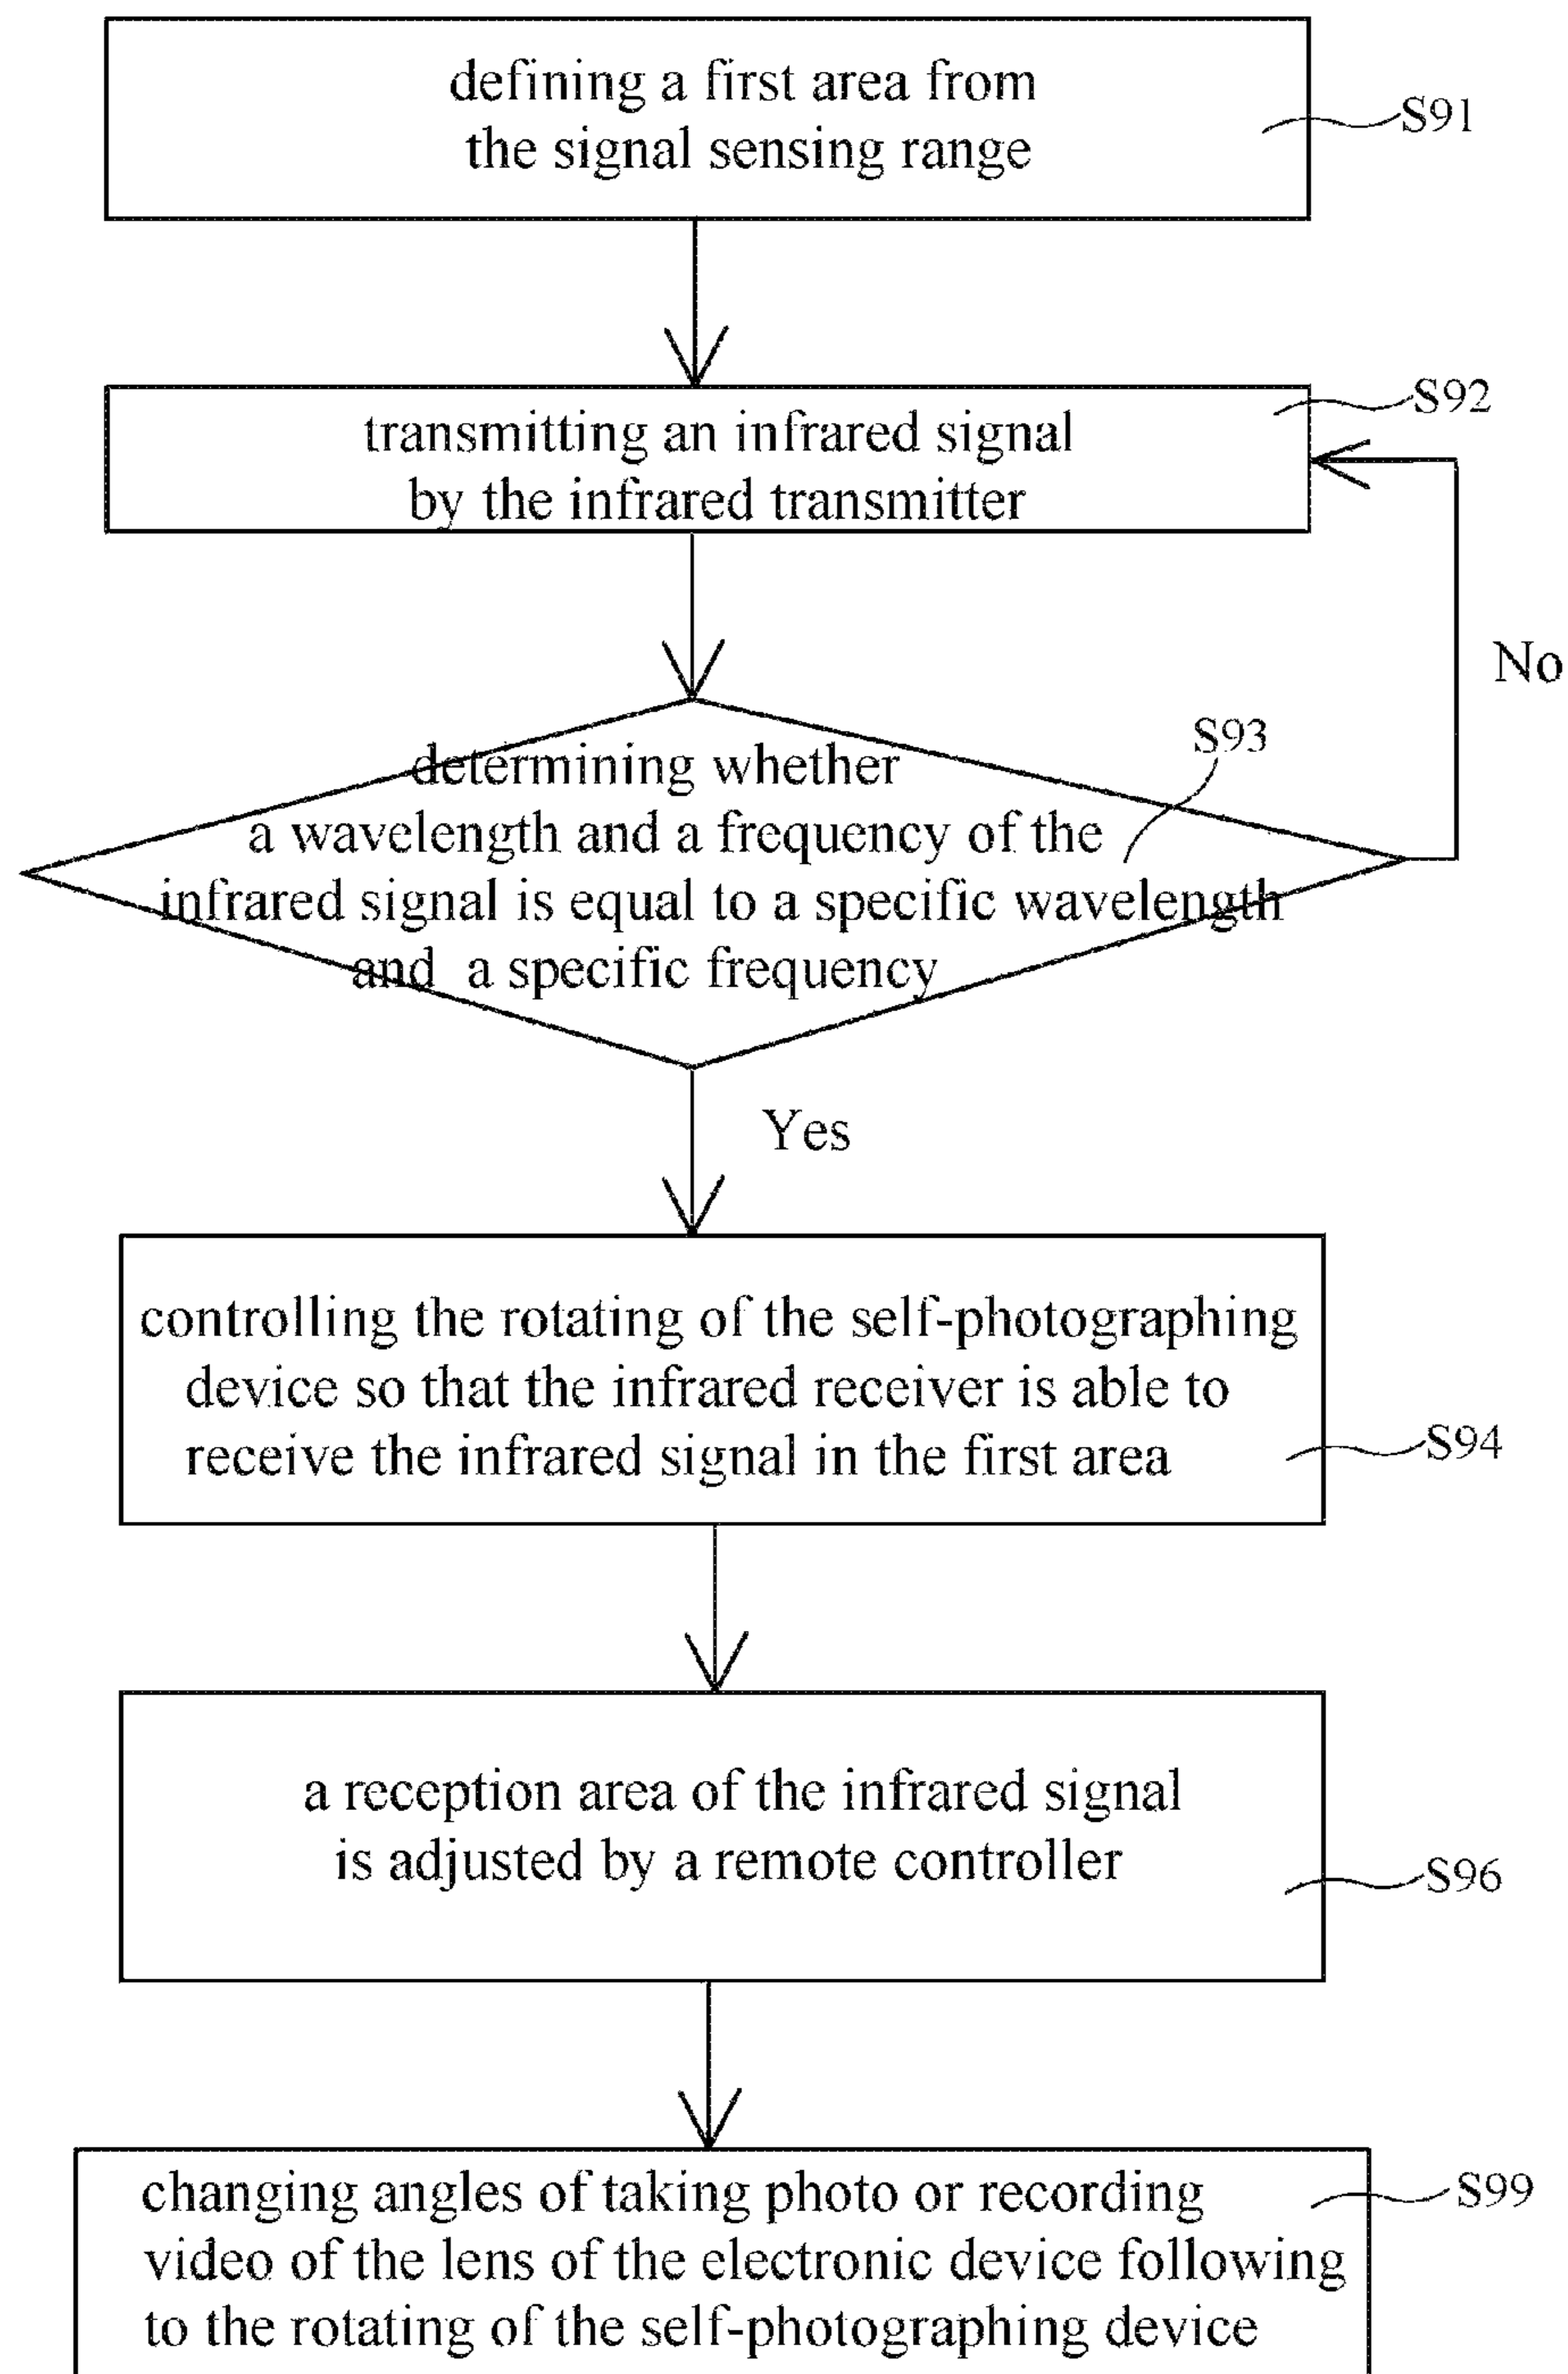 defining a first area from
the signal sensing range
S91
S92
transmitting an infrared signal
by the infrared transmitter
No
S93
determining whether
a wavelength and a frequency of the
infrared signal is equal to a specific wavelength
and a specific frequency
Yes
controlling the rotating of the self-photographing
device so that the infrared receiver is able to
receive the infrared signal in the first area
S94
a reception area of the infrared signal
is adjusted by a remote controller
S96
changing angles of taking photo or recording
S99
video of the lens of the electronic device following
to the rotating of the self-photographing device